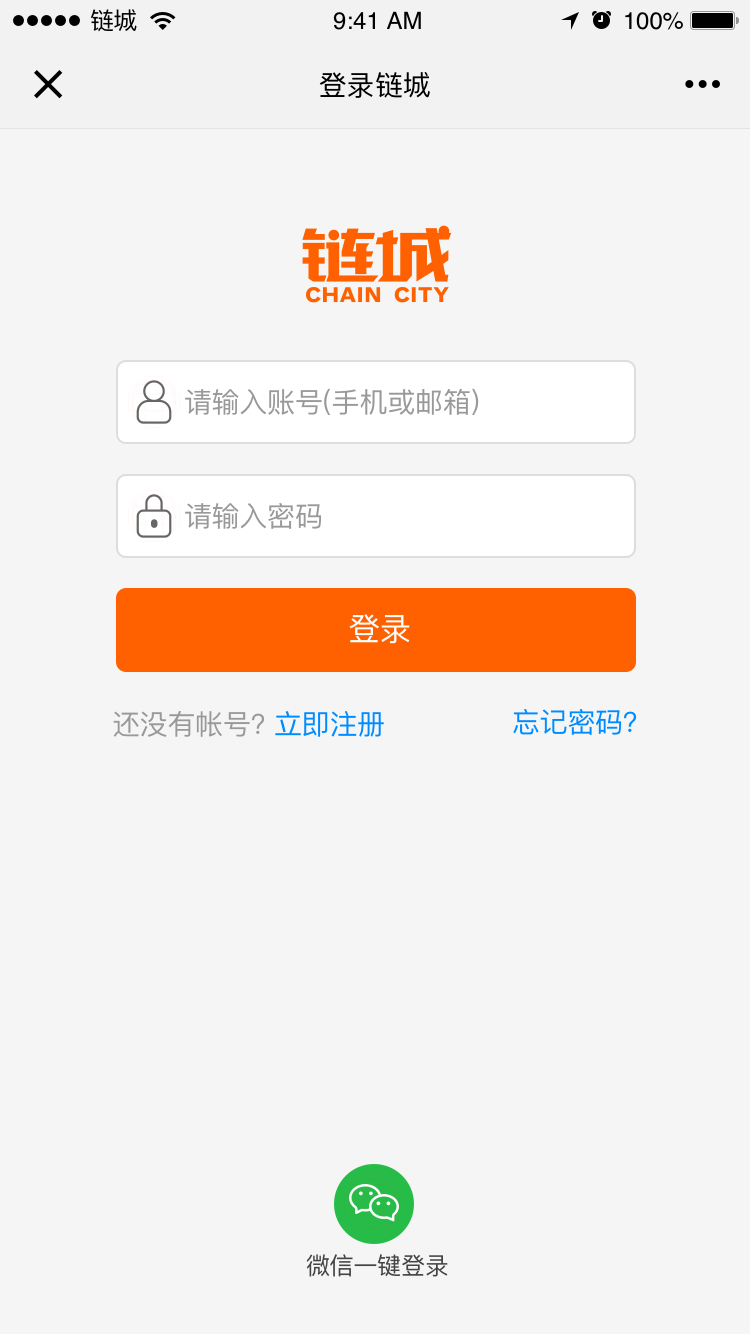 链城 9:41 AM 100%
登录链城
链城
CHAIN CITY
请输入账号(手机或邮箱)
请输入密码
登录
还没有帐号? 立即注册 忘记密码?
微信一键登录